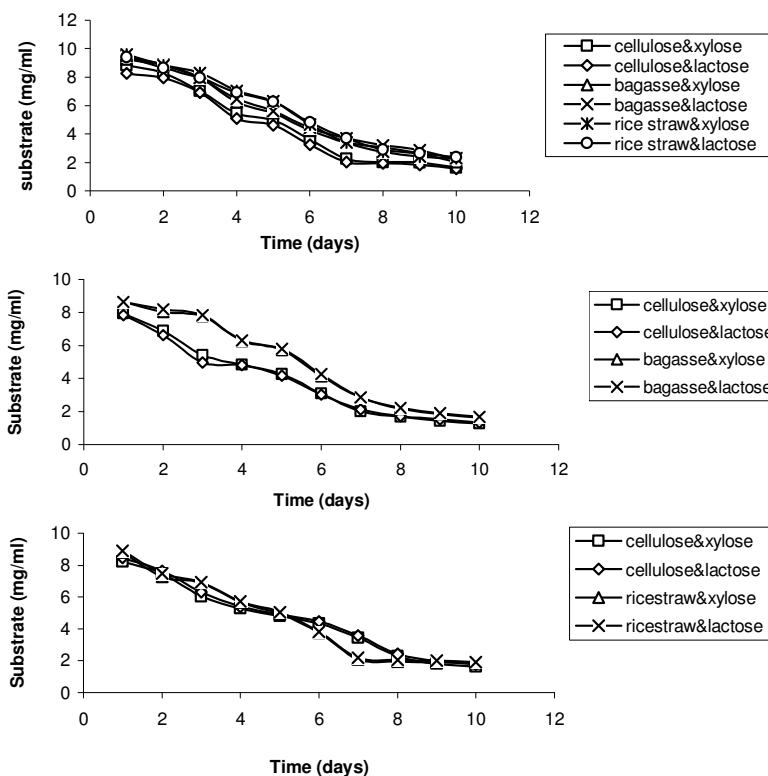 12
10
8
6
4
2
0
substrate (mg/ml)
0 2 4 6 8 10 12
Time (days)
cellulose&xylose
cellulose&lactose
bagasse&xylose
bagasse&lactose
rice straw&xylose
rice straw&lactose
10
8
6
4
2
0
Substrate (mg/ml)
0 2 4 6 8 10 12
Time (days)
cellulose&xylose
cellulose&lactose
bagasse&xylose
bagasse&lactose
10
8
6
4
2
0
Substrate (mg/ml)
0 2 4 6 8 10 12
Time (days)
cellulose&xylose
cellulose&lactose
ricestraw&xylose
ricestraw&lactose